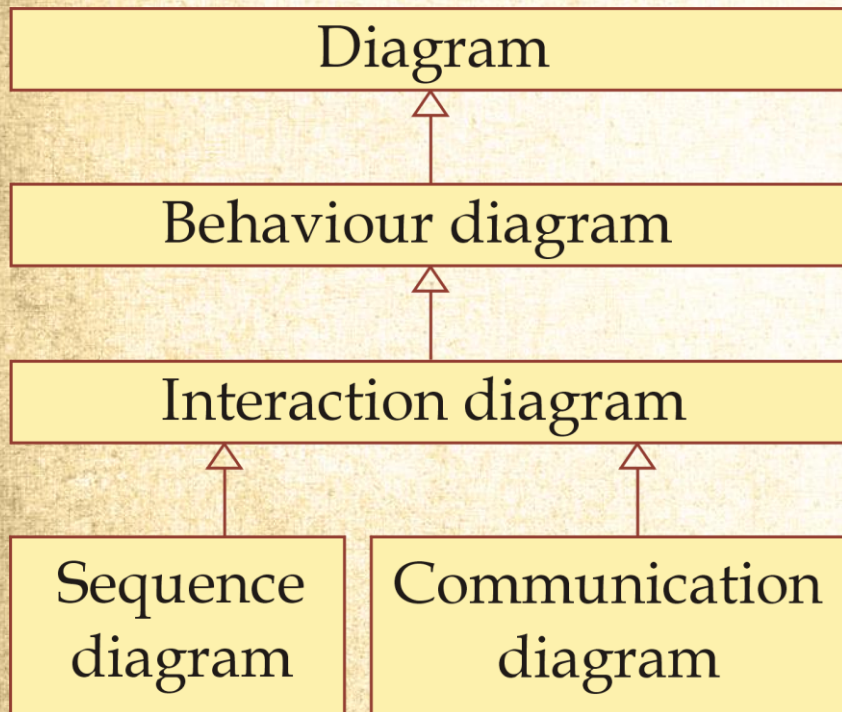 Diagram
Behaviour diagram
Interaction diagram
Sequence
diagram
Communication
diagram